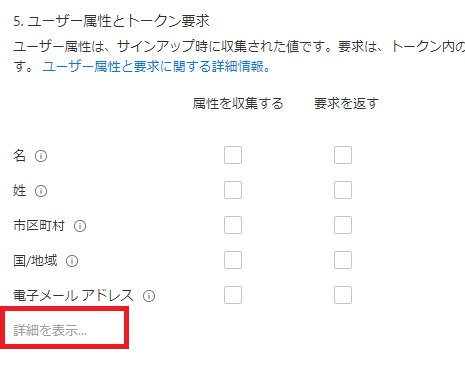 5. ユーザー属性とトークン要求
ユーザー属性は、サインアップ時に収集された値です。要求は、トークン内の
す。 ユーザー属性と要求に関する詳細情報。
属性を収集する 要求を返す
名
姓
市区町村
国/地域
電子メール アドレス
詳細を表示...